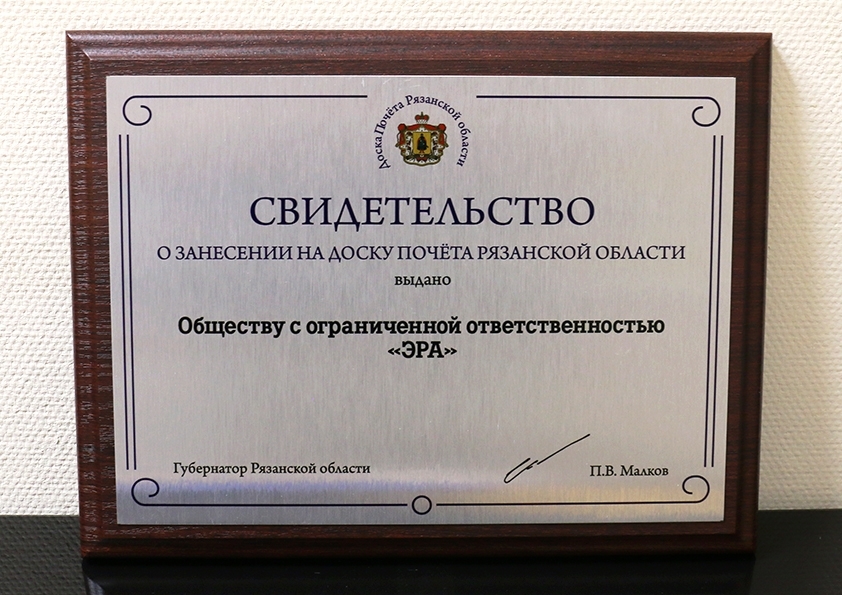 Доска Почёта Рязанской области
СВИДЕТЕЛЬСТВО
О ЗАНЕСЕНИИ НА ДОСКУ ПОЧЁТА РЯЗАНСКОЙ ОБЛАСТИ
выдано
Обществу с ограниченной ответственностью
«ЭРА»
Губернатор Рязанской области
П.В. Малков